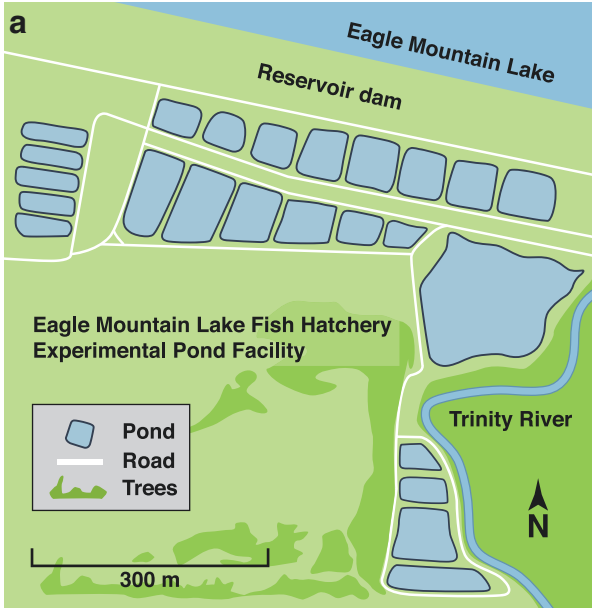 a
Eagle Mountain Lake
Reservoir dam
Eagle Mountain Lake Fish Hatchery
Experimental Pond Facility
Trinity River
Pond
Road
Trees
N
300 m